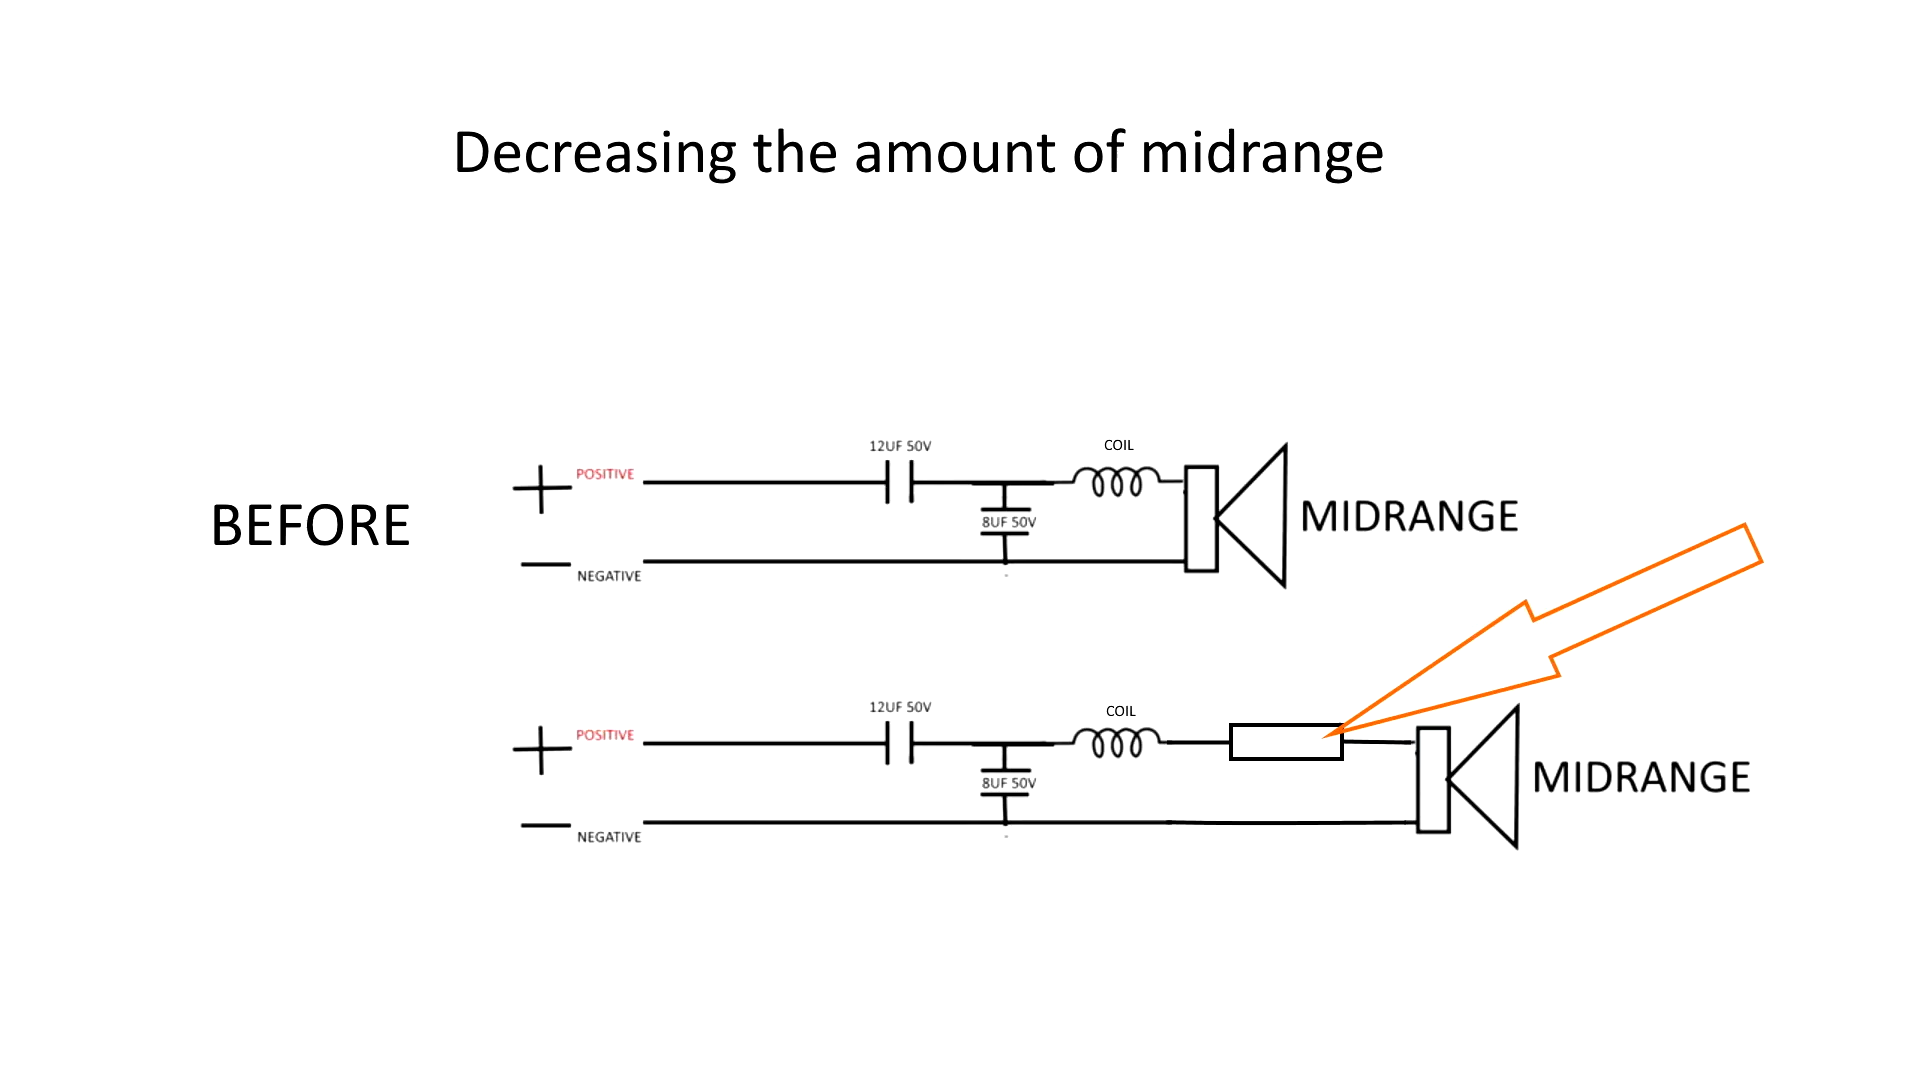 Decreasing the amount of midrange
12UF 50V
COIL
POSITIVE
8UF 50V
MIDRANGE
BEFORE
NEGATIVE
12UF 50V
COIL
POSITIVE
8UF 50V
MIDRANGE
NEGATIVE